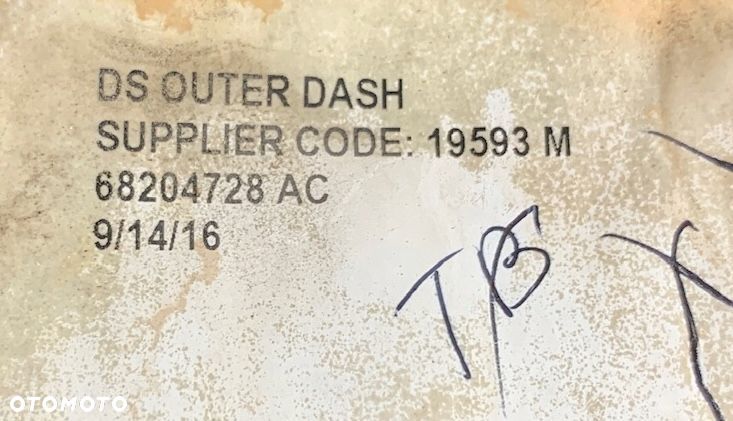 DS OUTER DASH
SUPPLIER CODE: 19593 M
68204728 AC
9/14/16
OTOMOTO